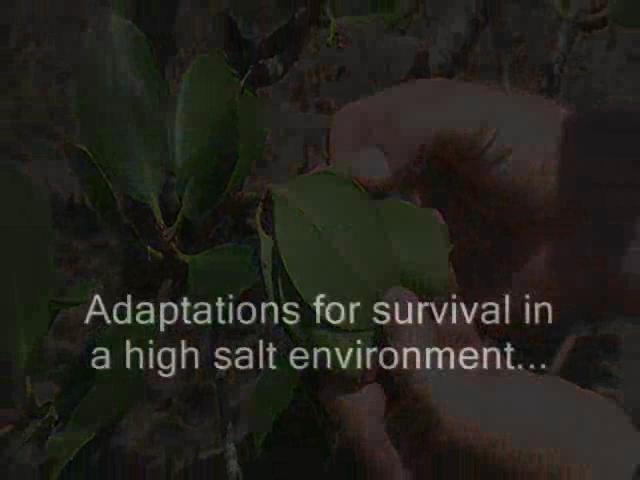 Adaptations for survival in
a high salt environment...